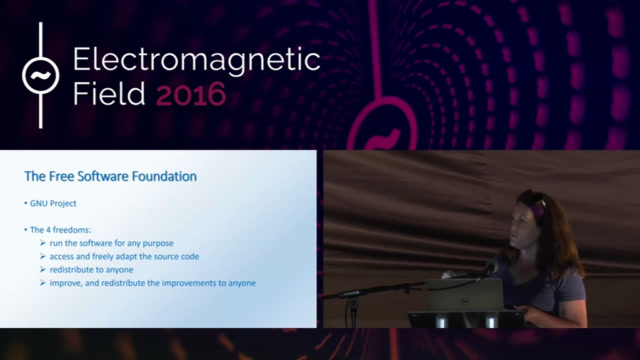 Electromagnetic
Field 2016
The Free Software Foundation
• GNU Project
• The 4 freedoms:
➢ run the software for any purpose
➢ access and freely adapt the source code
➢ redistribute to anyone
➢ improve, and redistribute the improvements to anyone